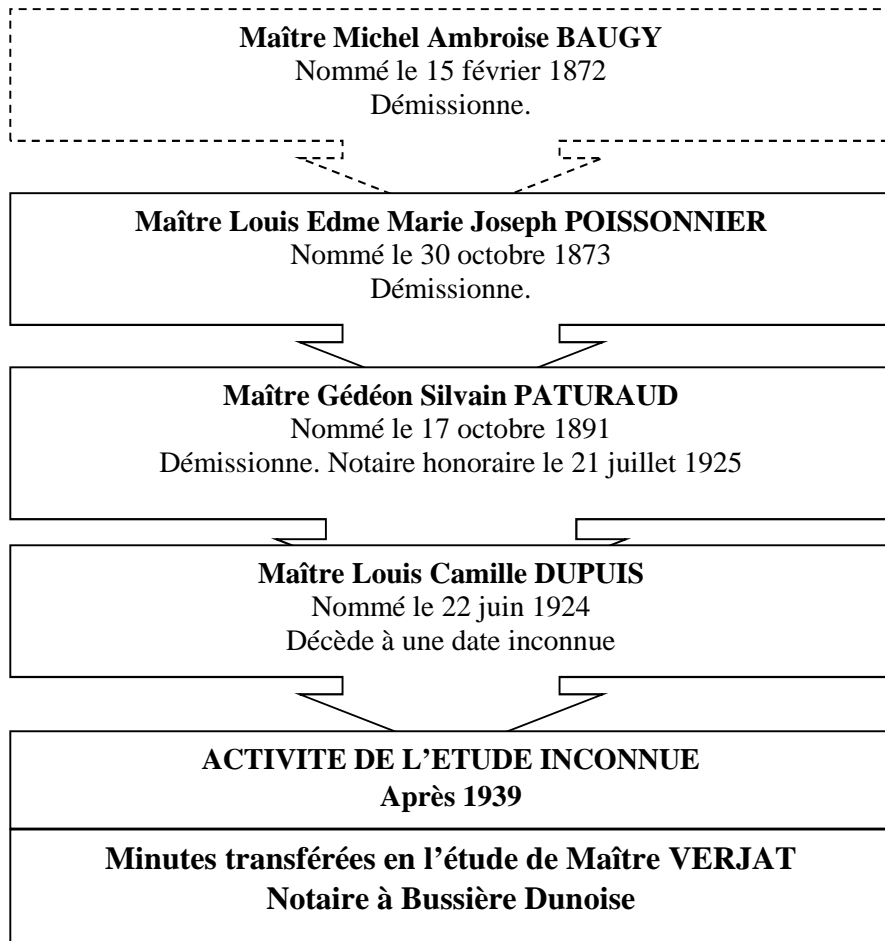 Maître Michel Ambroise BAUGY
Nommé le 15 février 1872
Démissionne.
Maître Louis Edme Marie Joseph POISSONNIER
Nommé le 30 octobre 1873
Démissionne.
Maître Gédéon Silvain PATURAUD
Nommé le 17 octobre 1891
Démissionne. Notaire honoraire le 21 juillet 1925
Maître Louis Camille DUPUIS
Nommé le 22 juin 1924
Décède à une date inconnue
ACTIVITE DE L’ETUDE INCONNUE
Après 1939
Minutes transférées en l’étude de Maître VERJAT
Notaire à Bussière Dunoise